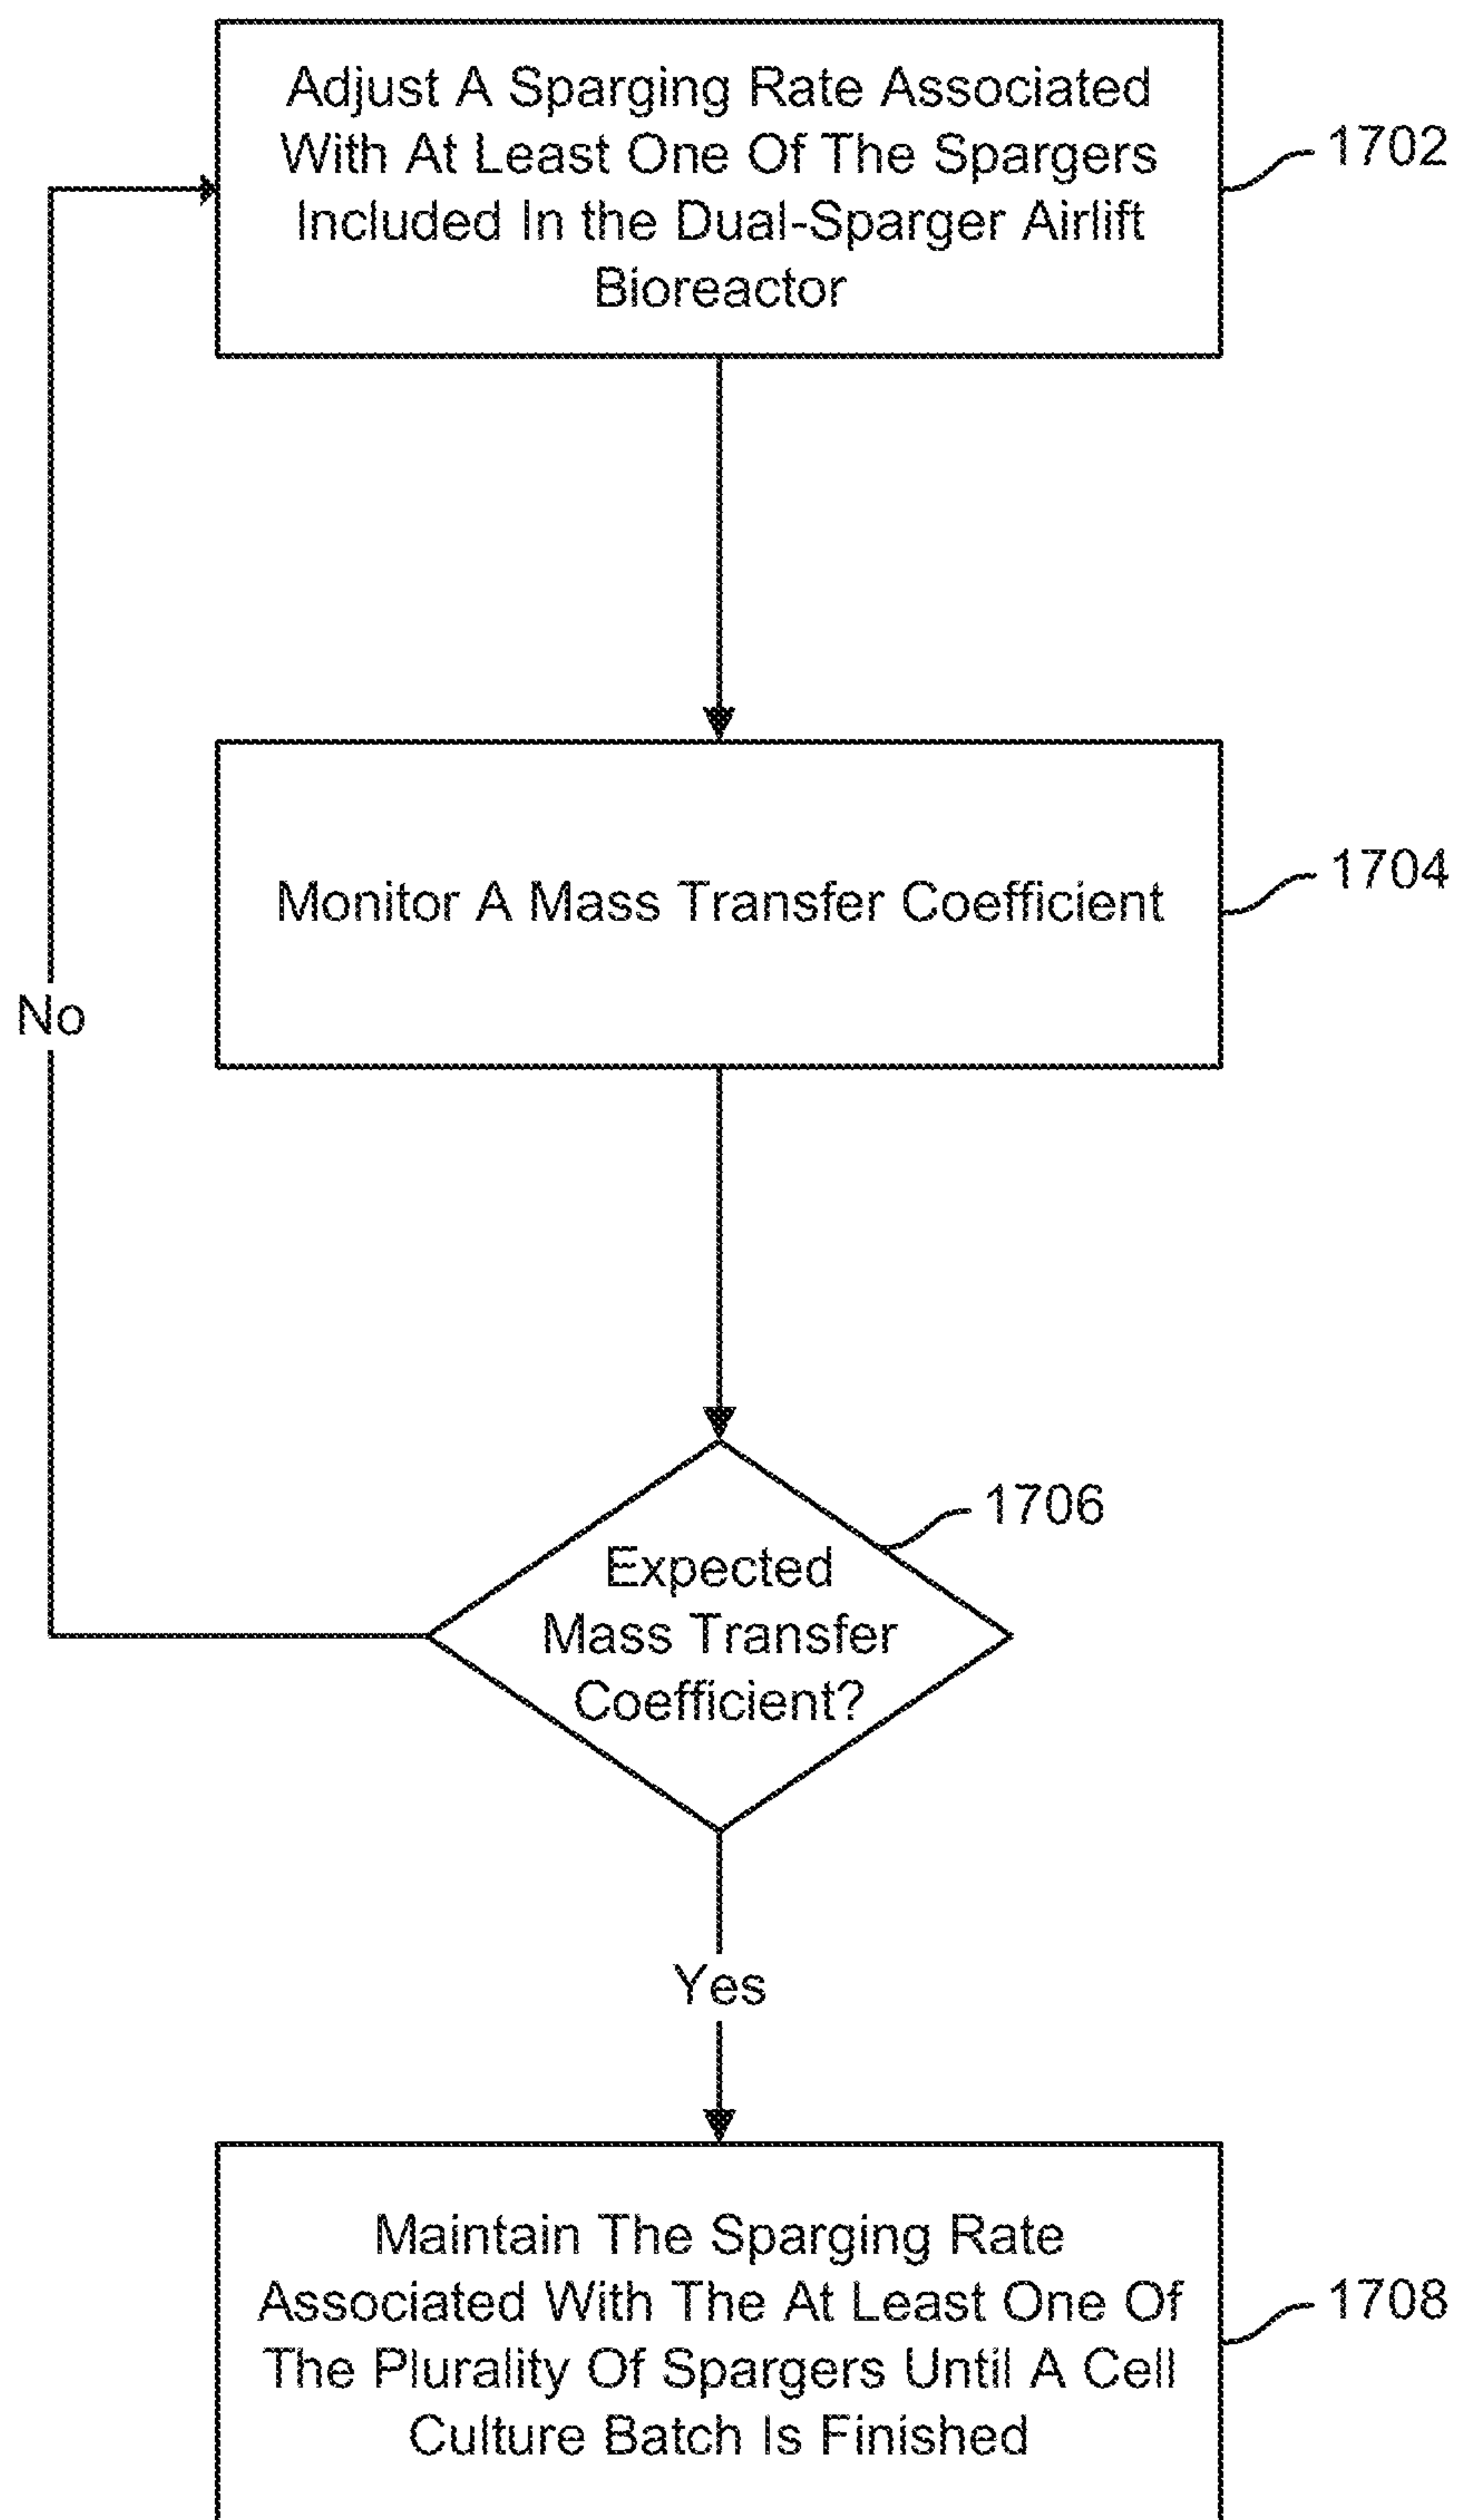 Adjust A Sparging Rate Associated
With At Least One Of The Spargers
Included In the Dual-Sparger Airlift
Bioreactor
1702
Monitor A Mass Transfer Coefficient
1704
No
1706
Expected
Mass Transfer
Coefficient?
Yes
Maintain The Sparging Rate
Associated With The At Least One Of
The Plurality Of Spargers Until A Cell
Culture Batch Is Finished
1708